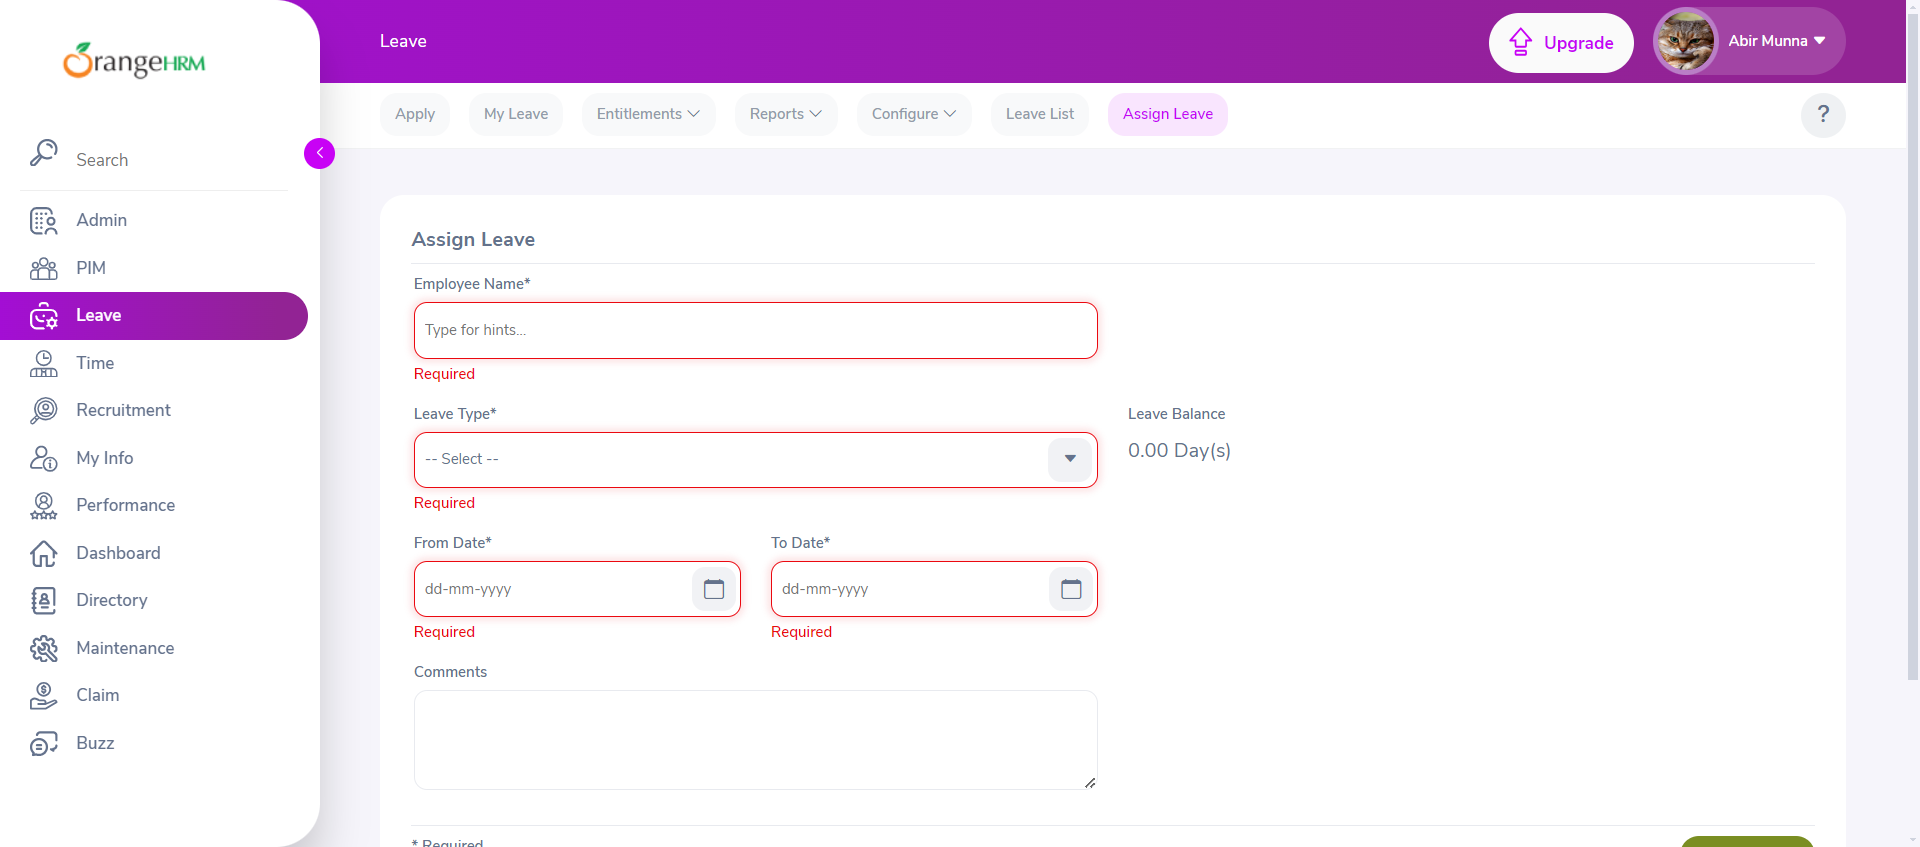 OrangeHRM
Leave
Upgrade
Abir Munna
Apply
My Leave
Entitlements
Reports
Configure
Leave List
Assign Leave
?
Search
Admin
PIM
Leave
Time
Recruitment
My Info
Performance
Dashboard
Directory
Maintenance
Claim
Buzz
Assign Leave
Employee Name*
Type for hints...
Required
Leave Type*
Leave Balance
-- Select --
0.00 Day(s)
Required
From Date*
To Date*
dd-mm-yyyy
dd-mm-yyyy
Required
Required
Comments
* Required